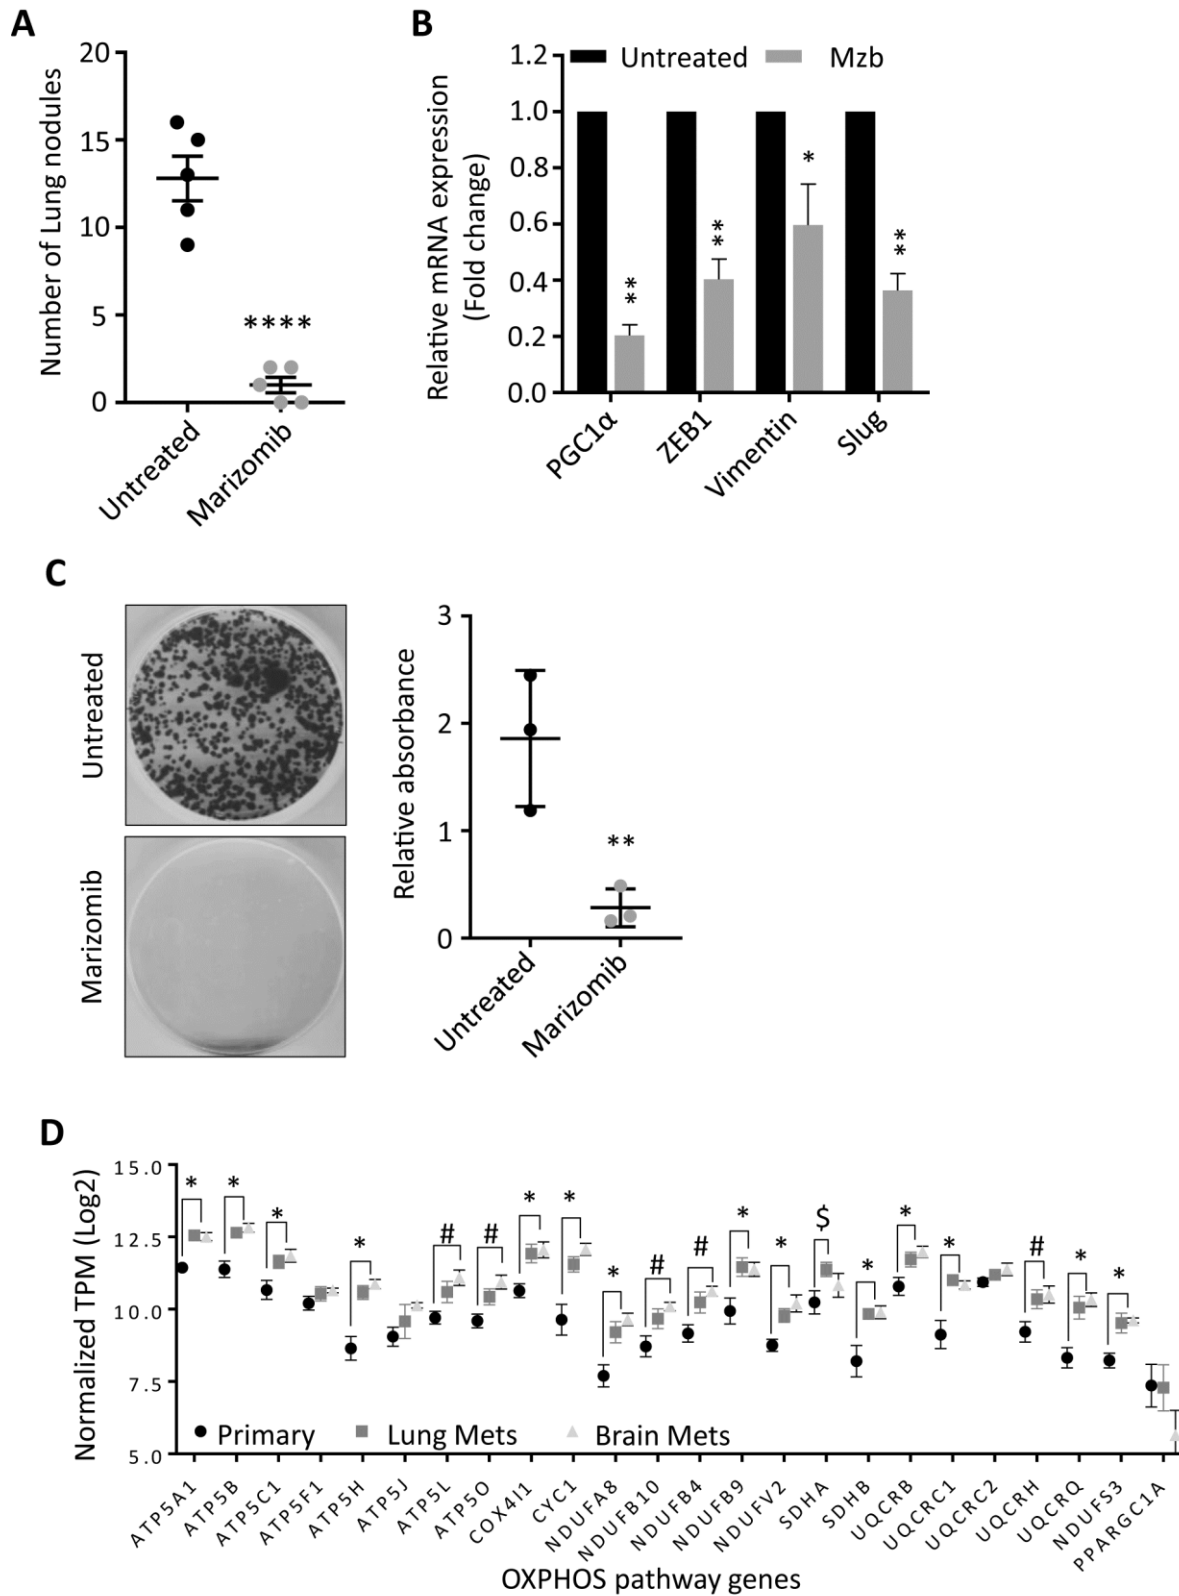 A
Number of Lung nodules
20
15
10
5
0
****
Untreated
Marizomib
B
Relative mRNA expression
(Fold change)
1.2
1.0
0.8
0.6
0.4
0.2
0.0
Untreated
Mzb
**
**
*
**
PGC1α
ZEB1
Vimentin
Slug
C
Untreated
Marizomib
Relative absorbance
3
2
1
0
**
Untreated
Marizomib
D
Normalized TPM (Log2)
15.0
12.5
10.0
7.5
5.0
* * * * # # * * * # # * * $ * * * # * *
Primary
Lung Mets
Brain Mets
ATP5A1
ATP5B
ATP5C1
ATP5F1
ATP5H
ATP5J
ATP5L
ATP5O
COX4I1
CYC1
NDUFA8
NDUFB10
NDUFB4
NDUFB9
NDUFV2
SDHA
SDHB
UQCRB
UQCRC1
UQCRC2
UQCRH
UQCRQ
NDUFS3
PPARGC1A
OXPHOS pathway genes